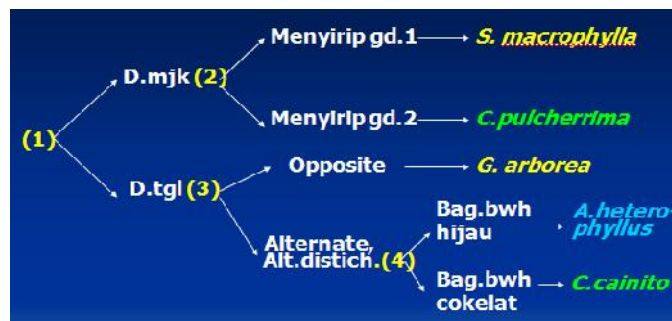 Menyirip gd.1
S. macrophylla
D.mjk (2)
Menyirip gd.2
C.pulcherrima
(1)
Opposite
G. arborea
D.tgl (3)
Bag.bwh
hijau
A.hetero-
phyllus
Alternate,
Alt.distich.(4)
Bag.bwh
cokelat
C.cainito